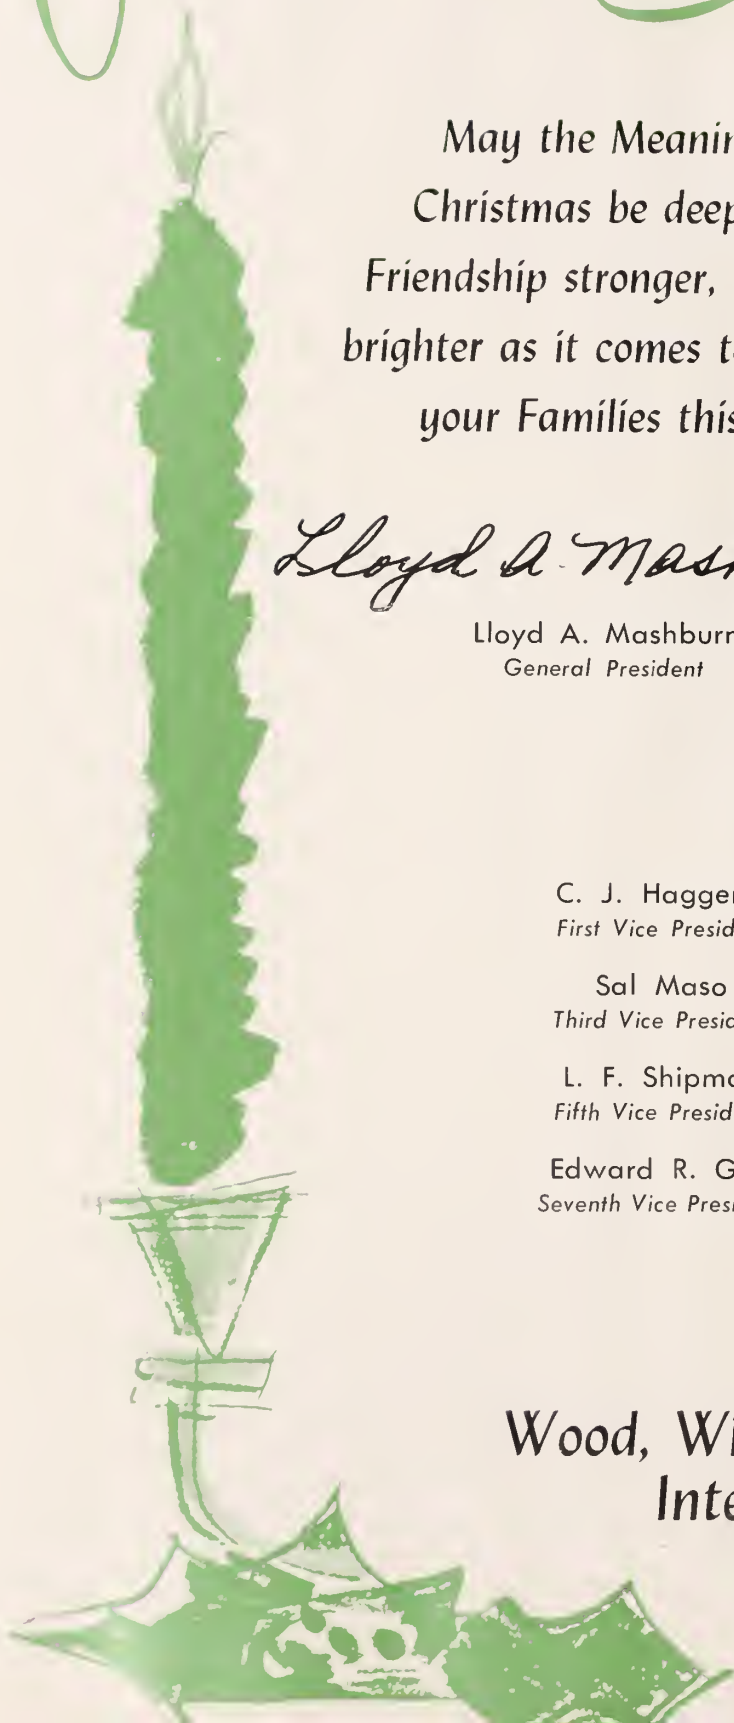 May the Meanin
Christmas be deep
Friendship stronger,
brighter as it comes t
your Families this
Lloyd A. Mas
Lloyd A. Mashburn
General President
C. J. Hagger
First Vice Presid
Sal Maso
Third Vice Presid
L. F. Shipma
Fifth Vice Presid
Edward R. G
Seventh Vice Presi
Wood, Wi
Inte